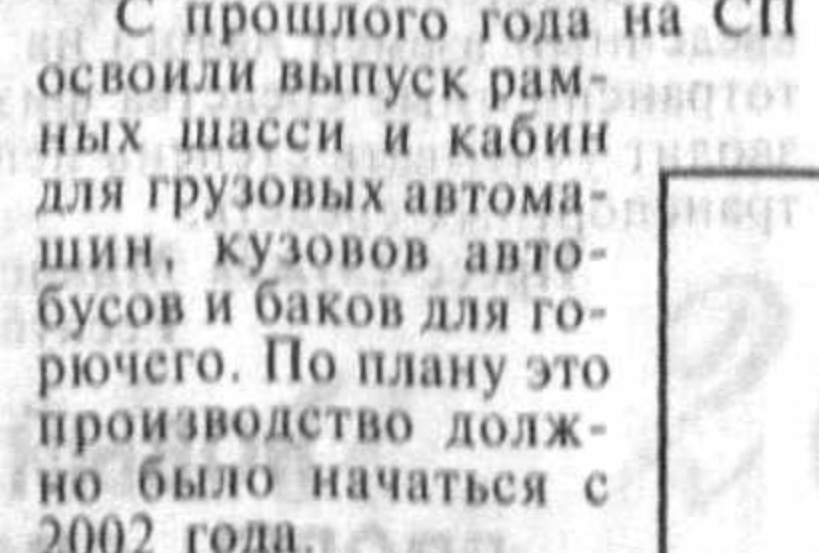 С прошлого года на СП
освоили выпуск рам-
ных шасси и кабин
для грузовых автома-
шин, кузовов авто-
бусов и баков для го-
рючего. По плану это
производство долж-
но было начаться с
2002 года.